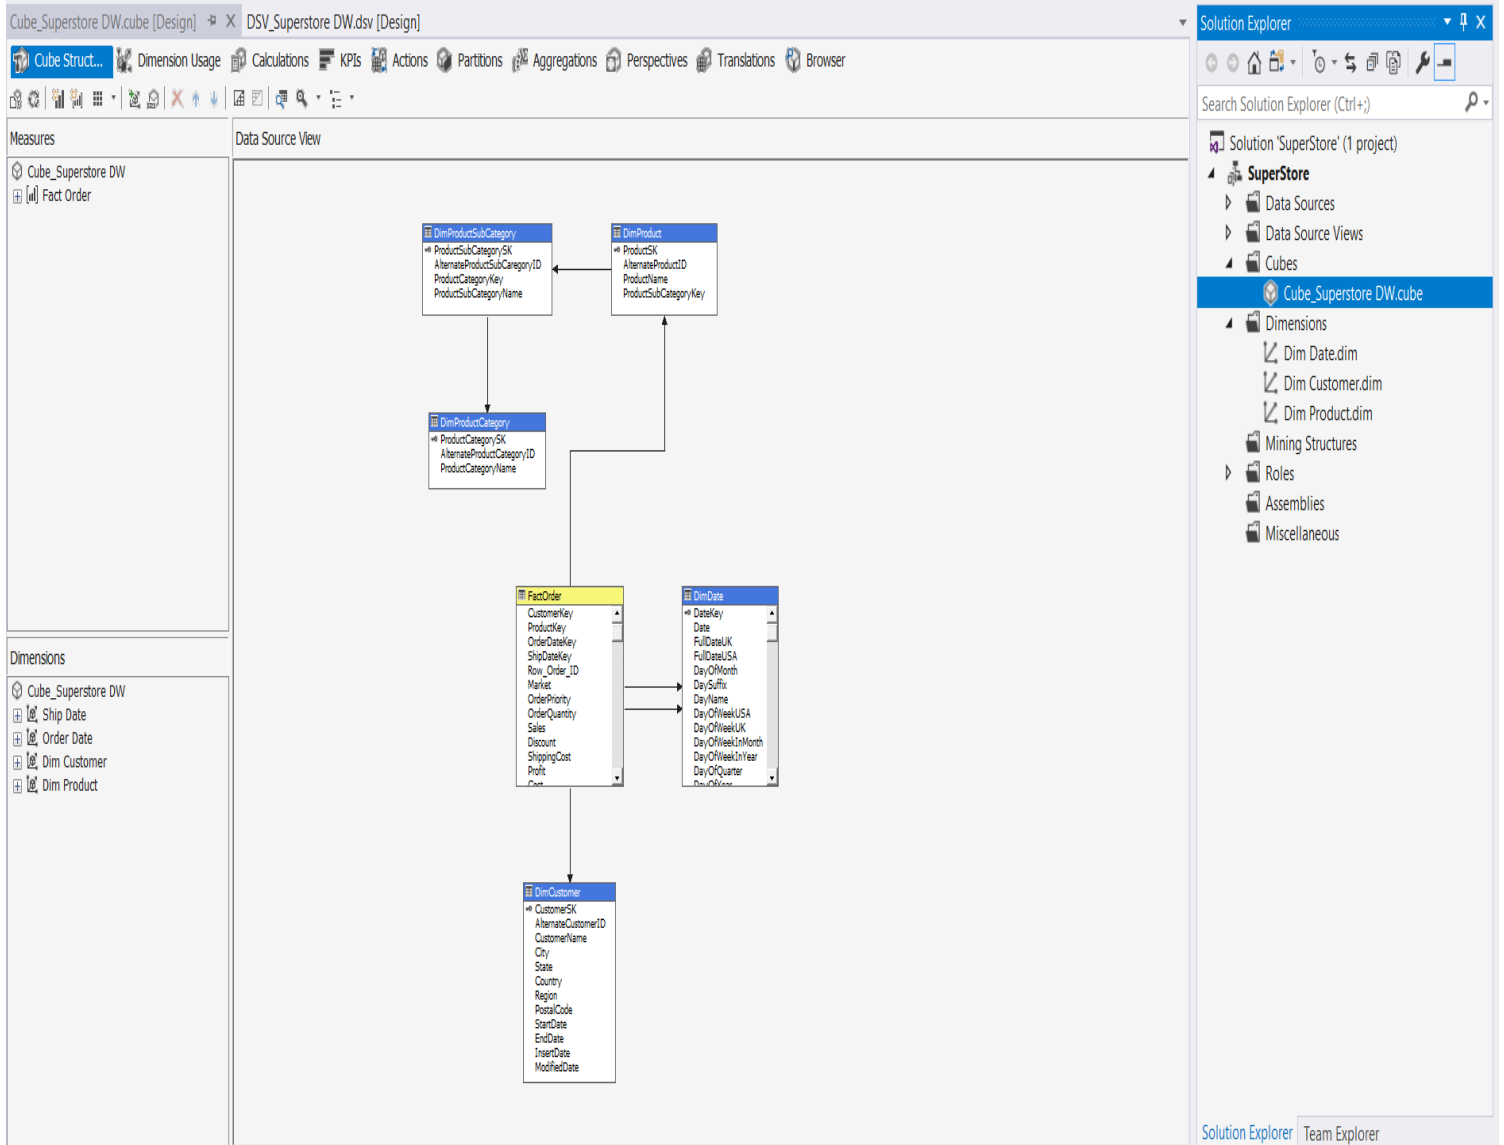 Cube_Superstore DW.cube [Design]
DSV_Superstore DW.dsv [Design]
Cube Struct...
Dimension Usage
Calculations
KPIs
Actions
Partitions
Aggregations
Perspectives
Translations
Browser
Measures
Cube_Superstore DW
Fact Order
Dimensions
Cube_Superstore DW
Ship Date
Order Date
Dim Customer
Dim Product
Data Source View
DimProductSubCategory
ProductSubCategorySK
AlternateProductSubCaregoryID
ProductCategoryKey
ProductSubCategoryName
DimProduct
ProductSK
AlternateProductID
ProductName
ProductSubCategoryKey
DimProductCategory
ProductCategorySK
AlternateProductCategoryID
ProductCategoryName
FactOrder
CustomerKey
ProductKey
OrderDateKey
ShipDateKey
Row_Order_ID
Market
OrderPriority
OrderQuantity
Sales
Discount
ShippingCost
Profit
Cost
DimDate
DateKey
Date
FullDateUK
FullDateUSA
DayOfMonth
DaySuffix
DayName
DayOfWeekUSA
DayOfWeekUK
DayOfWeekInMonth
DayOfWeekInYear
DayOfQuarter
DayOfYear
DimCustomer
CustomerSK
AlternateCustomerID
CustomerName
City
State
Country
Region
PostalCode
StartDate
EndDate
InsertDate
ModifiedDate
Solution Explorer
Search Solution Explorer (Ctrl+;)
Solution 'SuperStore' (1 project)
SuperStore
Data Sources
Data Source Views
Cubes
Cube_Superstore DW.cube
Dimensions
Dim Date.dim
Dim Customer.dim
Dim Product.dim
Mining Structures
Roles
Assemblies
Miscellaneous
Solution Explorer
Team Explorer